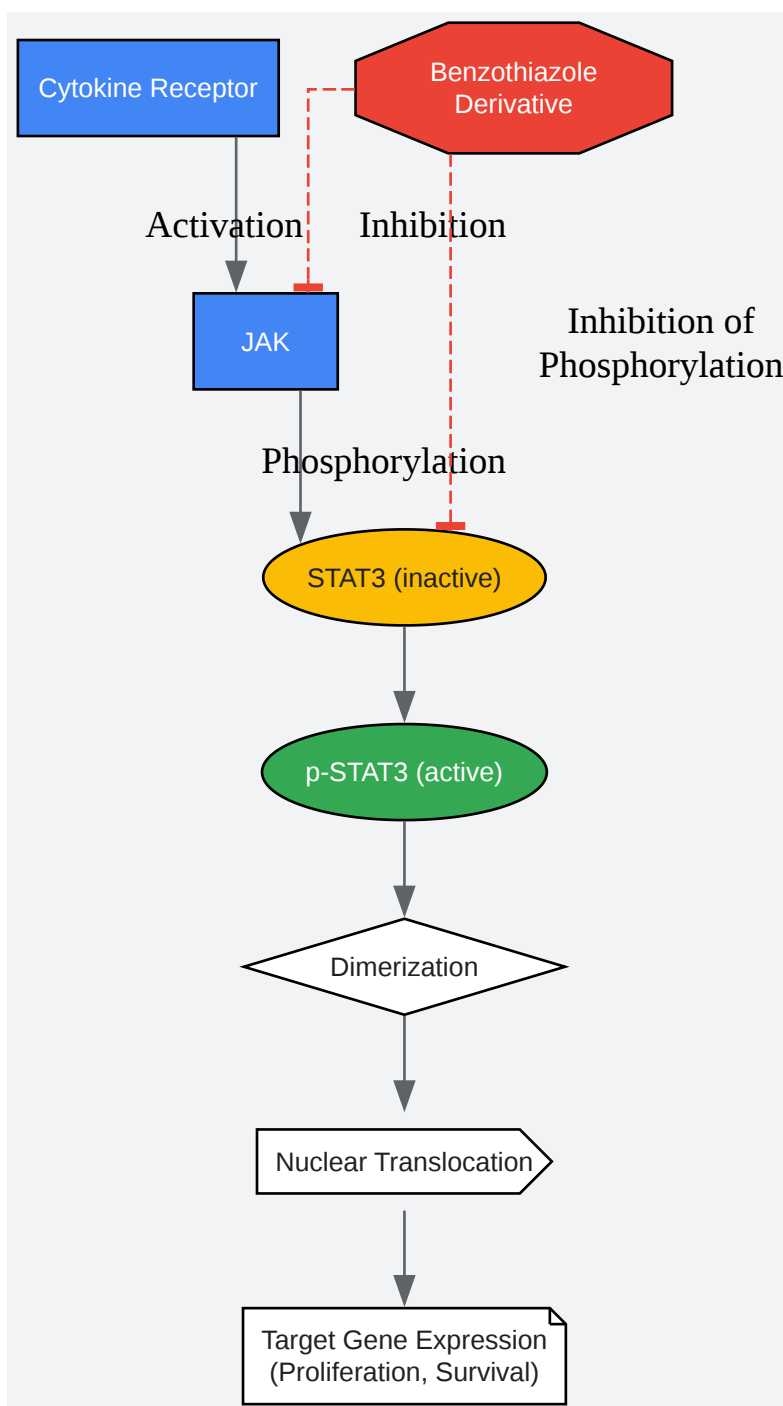 Cytokine Receptor
Benzothiazole
Derivative
Activation
Inhibition
Inhibition of
Phosphorylation
JAK
Phosphorylation
STAT3 (inactive)
p-STAT3 (active)
Dimerization
Nuclear Translocation
Target Gene Expression
(Proliferation, Survival)